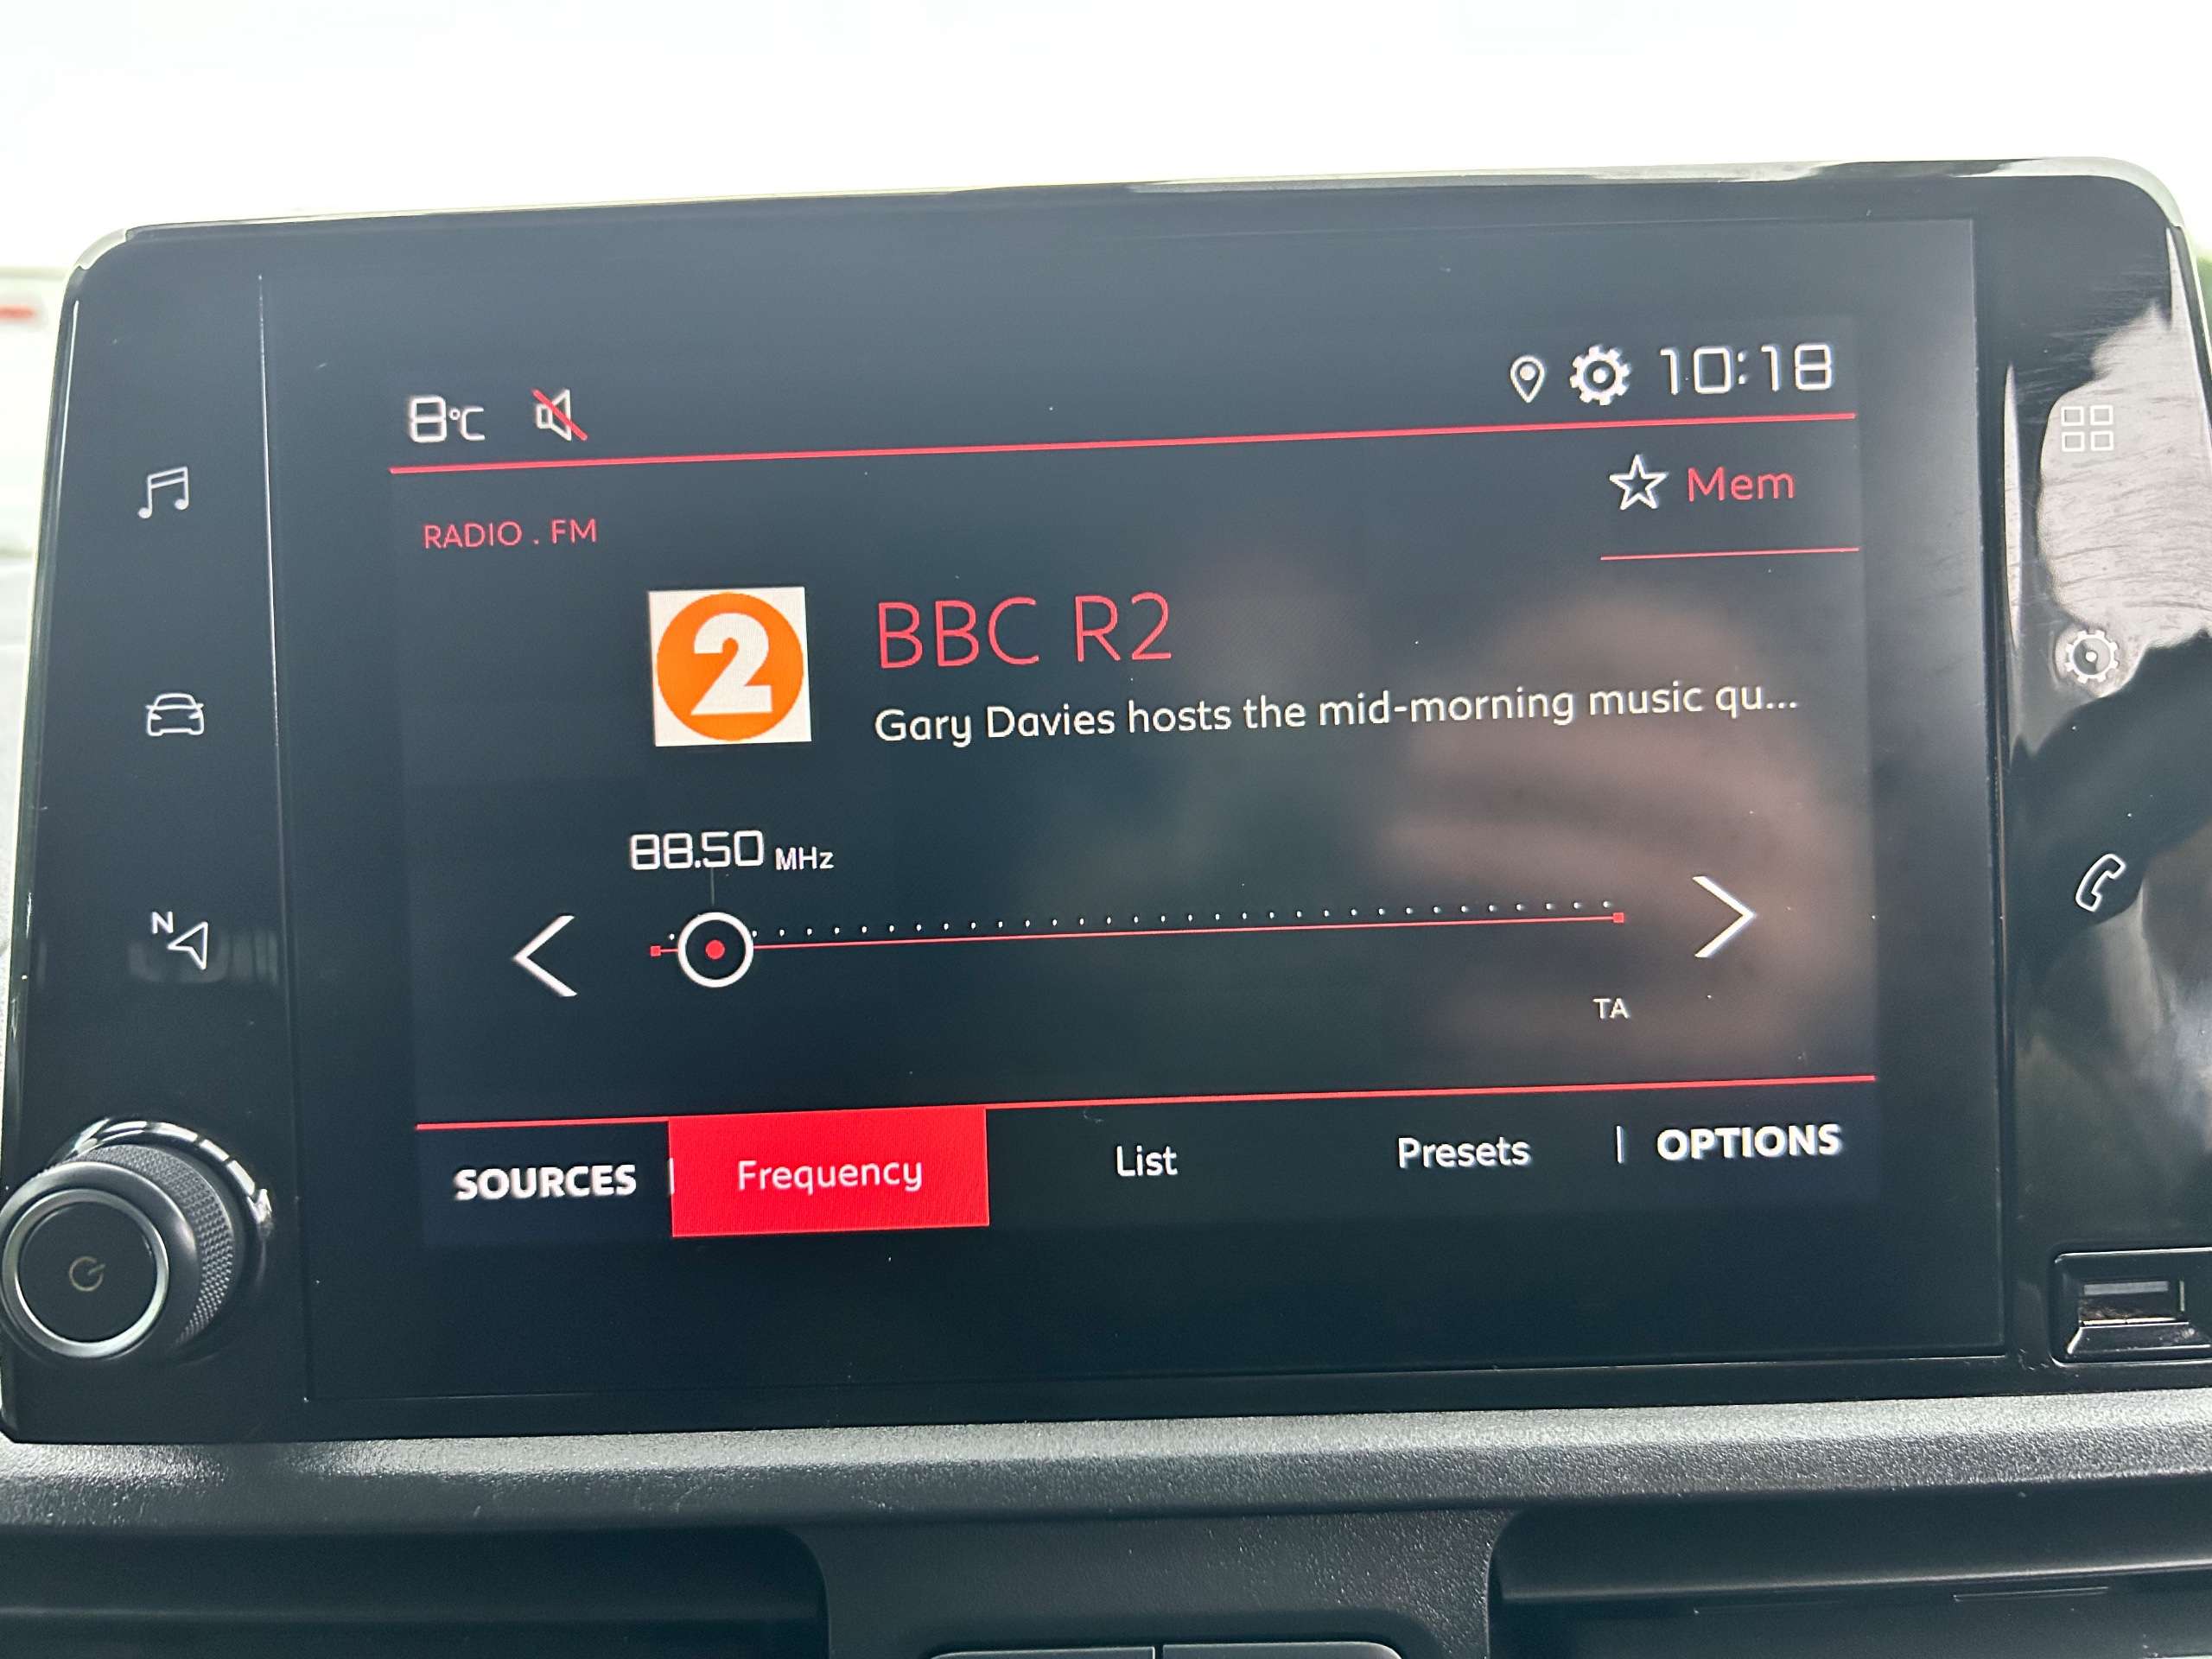 8°C 10:18
Mem
RADIO . FM
2
BBC R2
Gary Davies hosts the mid-morning music qu...
88.50 MHz
N
TA
SOURCES | Frequency List Presets | OPTIONS